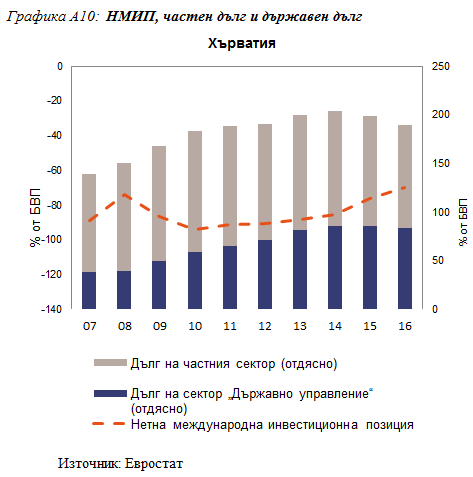 Графика А10: НМИП, частен дълг и държавен дълг
Хърватия
0
-20
-40
-60
-80
-100
-120
-140
% от БВП
250
200
150
100
50
0
% от БВП
07 08 09 10 11 12 13 14 15 16
Дълг на частния сектор (отдясно)
Дълг на сектор „Държавно управление“
(отдясно)
Нетна международна инвестиционна позиция
Източник: Евростат